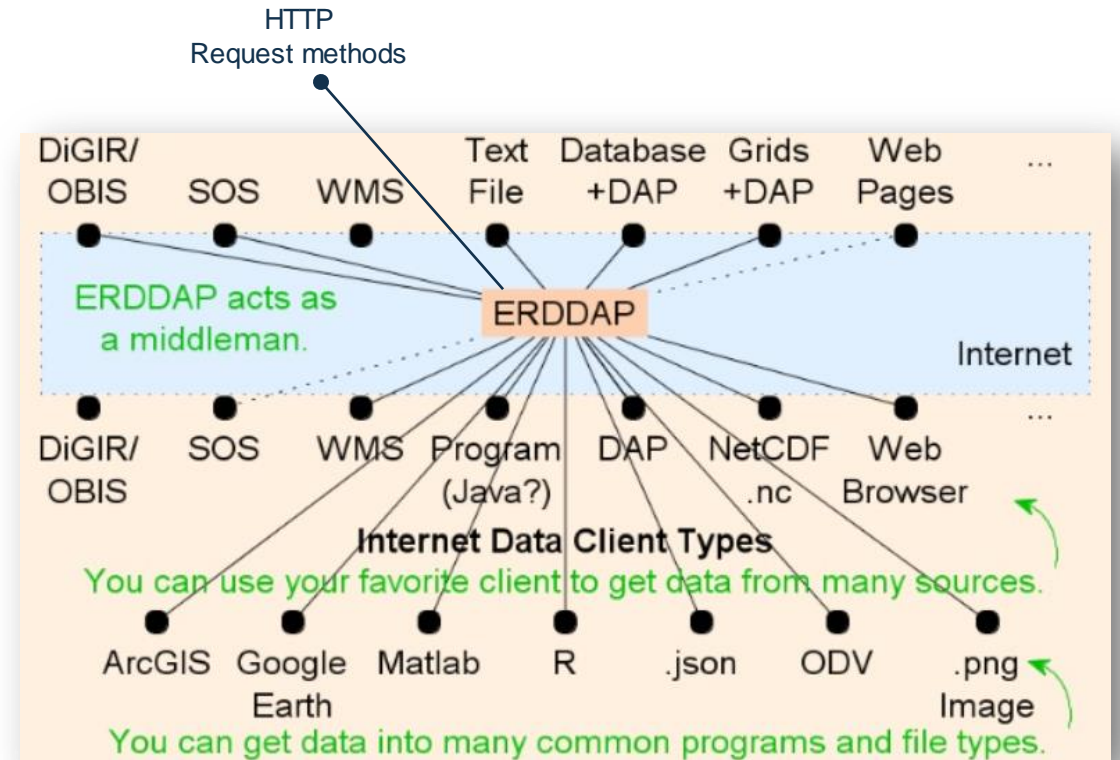 HTTP
Request methods
DiGIR/ Text Database Grids Web
OBIS SOS WMS File +DAP +DAP Pages ...
ERDDAP acts as
a middleman.
ERDDAP
Internet
DiGIR/ SOS WMS Program DAP NetCDF Web ...
OBIS (Java?) .nc Browser
Internet Data Client Types
You can use your favorite client to get data from many sources.
ArcGIS Google Matlab R .json ODV .png
Earth Image
You can get data into many common programs and file types.